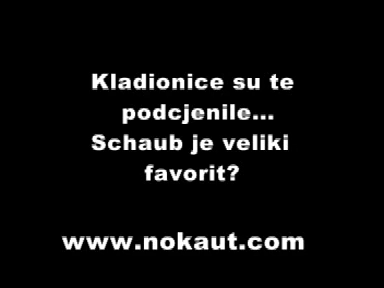 Kladionice su te
podcjenile...
Schaub je veliki
favorit?
www.nokaut.com